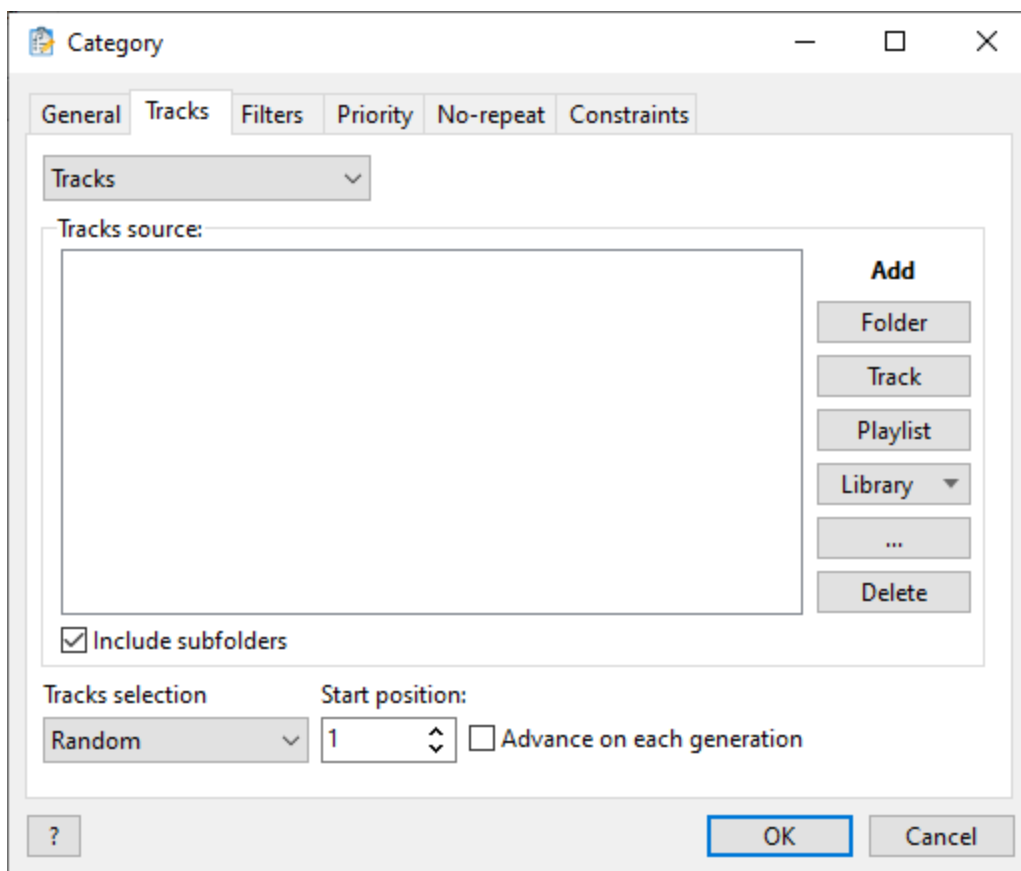 Category
General Tracks Filters Priority No-repeat Constraints
Tracks
Tracks source:
Add
Folder
Track
Playlist
Library
...
Delete
Include subfolders
Tracks selection Start position:
Random 1 Advance on each generation
? OK Cancel